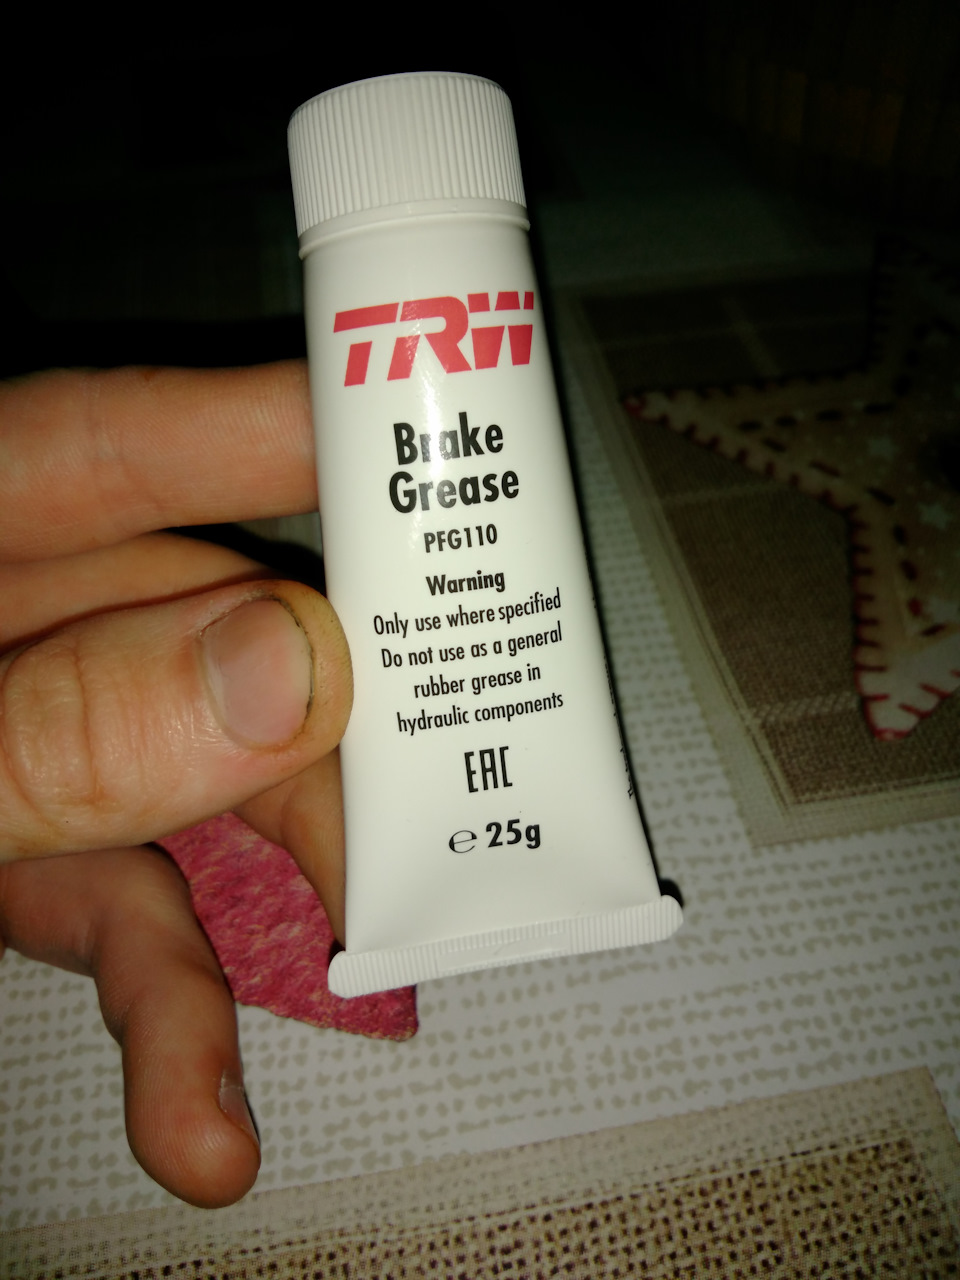 TRW
Brake
Grease
PFG110
Warning
Only use where specified
Do not use as a general
rubber grease in
hydraulic components
EAC
℮ 25g